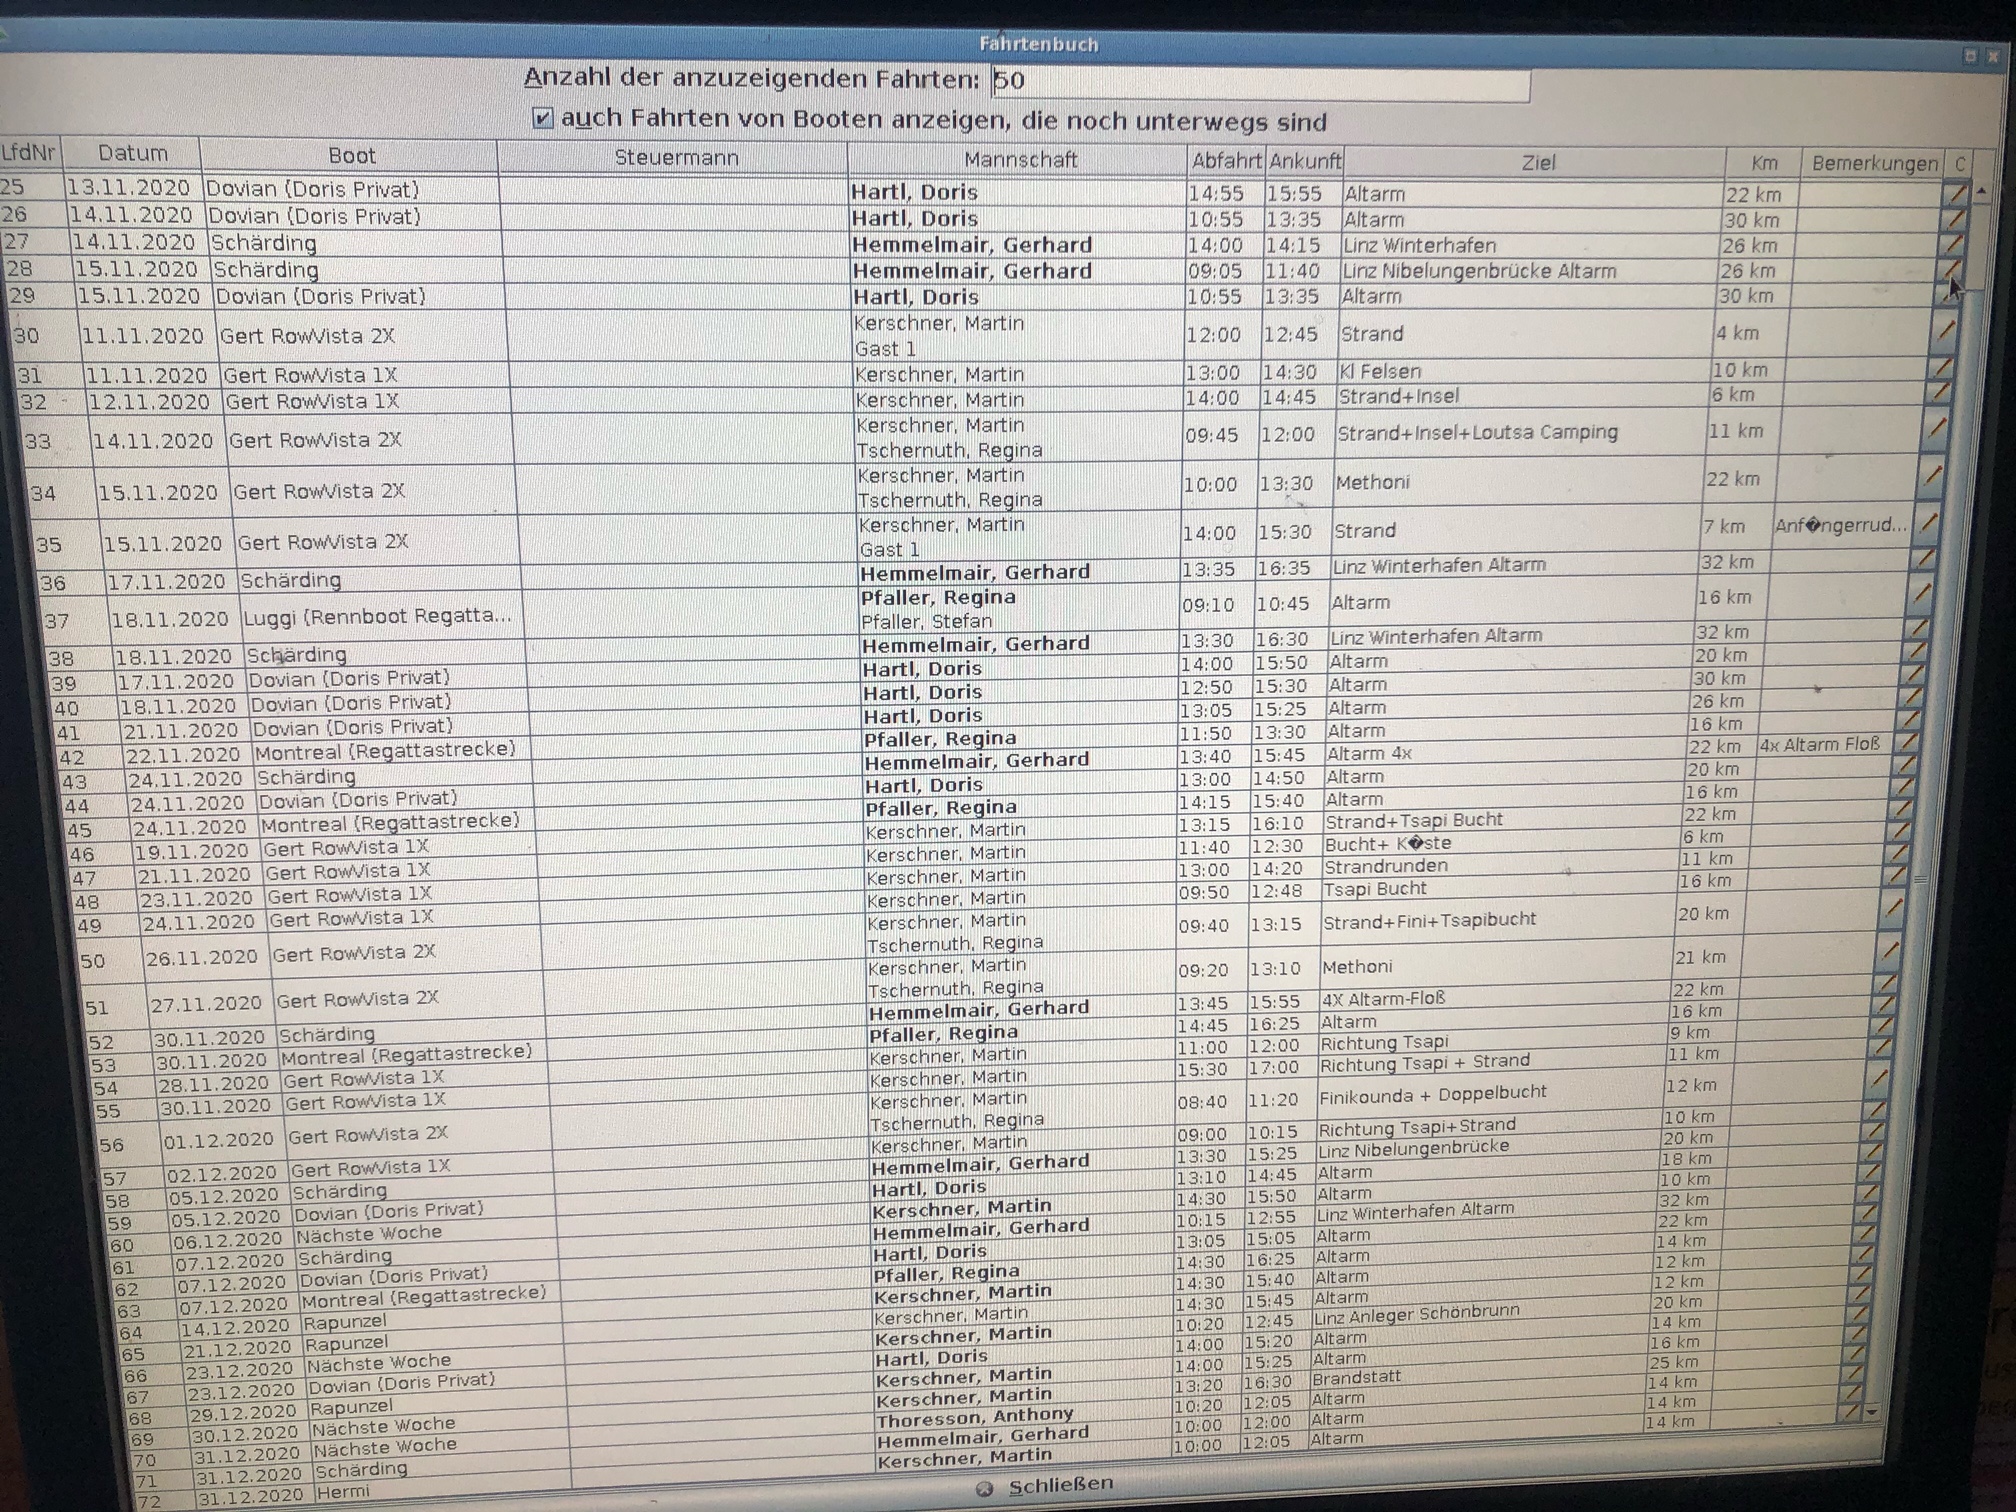 Fahrtenbuch
Anzahl der anzuzeigenden Fahrten: 50
auch Fahrten von Booten anzeigen, die noch unterwegs sind
LfdNr Datum Boot Steuermann Mannschaft Abfahrt Ankunft Ziel Km Bemerkungen C
25 13.11.2020 Dovian (Doris Privat) Hartl, Doris 14:55 15:55 Altarm 22 km
26 14.11.2020 Dovian (Doris Privat) Hartl, Doris 10:55 13:35 Altarm 30 km
27 14.11.2020 Schärding Hemmelmair, Gerhard 14:00 14:15 Linz Winterhafen 26 km
28 15.11.2020 Schärding Hemmelmair, Gerhard 09:05 11:40 Linz Nibelungenbrücke Altarm 26 km
29 15.11.2020 Dovian (Doris Privat) Hartl, Doris 10:55 13:35 Altarm 30 km
30 11.11.2020 Gert RowVista 2X Kerschner, Martin 12:00 12:45 Strand 4 km
Gast 1
31 11.11.2020 Gert RowVista 1X Kerschner, Martin 13:00 14:30 Kl Felsen 10 km
32 12.11.2020 Gert RowVista 1X Kerschner, Martin 14:00 14:45 Strand+Insel 6 km
33 14.11.2020 Gert RowVista 2X Kerschner, Martin 09:45 12:00 Strand+Insel+Loutsa Camping 11 km
Tschernuth, Regina
34 15.11.2020 Gert RowVista 2X Kerschner, Martin 10:00 13:30 Methoni 22 km
Tschernuth, Regina
35 15.11.2020 Gert RowVista 2X Kerschner, Martin 14:00 15:30 Strand 7 km Anf�ngerrud...
Gast 1
36 17.11.2020 Schärding Hemmelmair, Gerhard 13:35 16:35 Linz Winterhafen Altarm 32 km
37 18.11.2020 Luggi (Rennboot Regatta... Pfaller, Regina 09:10 10:45 Altarm 16 km
Pfaller, Stefan
38 18.11.2020 Schärding Hemmelmair, Gerhard 13:30 16:30 Linz Winterhafen Altarm 32 km
39 17.11.2020 Dovian (Doris Privat) Hartl, Doris 14:00 15:50 Altarm 20 km
40 18.11.2020 Dovian (Doris Privat) Hartl, Doris 12:50 15:30 Altarm 30 km
41 21.11.2020 Dovian (Doris Privat) Hartl, Doris 13:05 15:25 Altarm 26 km
42 22.11.2020 Montreal (Regattastrecke) Pfaller, Regina 11:50 13:30 Altarm 16 km
43 24.11.2020 Schärding Hemmelmair, Gerhard 13:40 15:45 Altarm 4x 22 km 4x Altarm Floß
44 24.11.2020 Dovian (Doris Privat) Hartl, Doris 13:00 14:50 Altarm 20 km
45 24.11.2020 Montreal (Regattastrecke) Pfaller, Regina 14:15 15:40 Altarm 16 km
46 19.11.2020 Gert RowVista 1X Kerschner, Martin 13:15 16:10 Strand+Tsapi Bucht 22 km
47 21.11.2020 Gert RowVista 1X Kerschner, Martin 11:40 12:30 Bucht+ K�ste 6 km
48 23.11.2020 Gert RowVista 1X Kerschner, Martin 13:00 14:20 Strandrunden 11 km
49 24.11.2020 Gert RowVista 1X Kerschner, Martin 09:50 12:48 Tsapi Bucht 16 km
50 26.11.2020 Gert RowVista 2X Kerschner, Martin 09:40 13:15 Strand+Fini+Tsapibucht 20 km
Tschernuth, Regina
51 27.11.2020 Gert RowVista 2X Kerschner, Martin 09:20 13:10 Methoni 21 km
Tschernuth, Regina
52 30.11.2020 Schärding Hemmelmair, Gerhard 13:45 15:55 4X Altarm-Floß 22 km
53 30.11.2020 Montreal (Regattastrecke) Pfaller, Regina 14:45 16:25 Altarm 16 km
54 28.11.2020 Gert RowVista 1X Kerschner, Martin 11:00 12:00 Richtung Tsapi 9 km
55 30.11.2020 Gert RowVista 1X Kerschner, Martin 15:30 17:00 Richtung Tsapi + Strand 11 km
56 01.12.2020 Gert RowVista 2X Kerschner, Martin 08:40 11:20 Finikounda + Doppelbucht 12 km
Tschernuth, Regina
57 02.12.2020 Gert RowVista 1X Kerschner, Martin 09:00 10:15 Richtung Tsapi+Strand 10 km
58 05.12.2020 Schärding Hemmelmair, Gerhard 13:30 15:25 Linz Nibelungenbrücke 20 km
59 05.12.2020 Dovian (Doris Privat) Hartl, Doris 13:10 14:45 Altarm 18 km
60 06.12.2020 Nächste Woche Kerschner, Martin 14:30 15:50 Altarm 10 km
61 07.12.2020 Schärding Hemmelmair, Gerhard 10:15 12:55 Linz Winterhafen Altarm 32 km
62 07.12.2020 Dovian (Doris Privat) Hartl, Doris 13:05 15:05 Altarm 22 km
63 07.12.2020 Montreal (Regattastrecke) Pfaller, Regina 14:30 16:25 Altarm 14 km
64 14.12.2020 Rapunzel Kerschner, Martin 14:30 15:40 Altarm 12 km
65 21.12.2020 Rapunzel Kerschner, Martin 14:30 15:45 Altarm 12 km
66 23.12.2020 Nächste Woche Kerschner, Martin 10:20 12:45 Linz Anleger Schönbrunn 20 km
67 23.12.2020 Dovian (Doris Privat) Hartl, Doris 14:00 15:20 Altarm 14 km
68 29.12.2020 Rapunzel Kerschner, Martin 14:00 15:25 Altarm 16 km
69 30.12.2020 Nächste Woche Kerschner, Martin 13:20 16:30 Brandstatt 25 km
70 31.12.2020 Nächste Woche Thoresson, Anthony 10:20 12:05 Altarm 14 km
71 31.12.2020 Schärding Hemmelmair, Gerhard 10:00 12:00 Altarm 14 km
72 31.12.2020 Hermi Kerschner, Martin 10:00 12:05 Altarm 14 km
Schließen